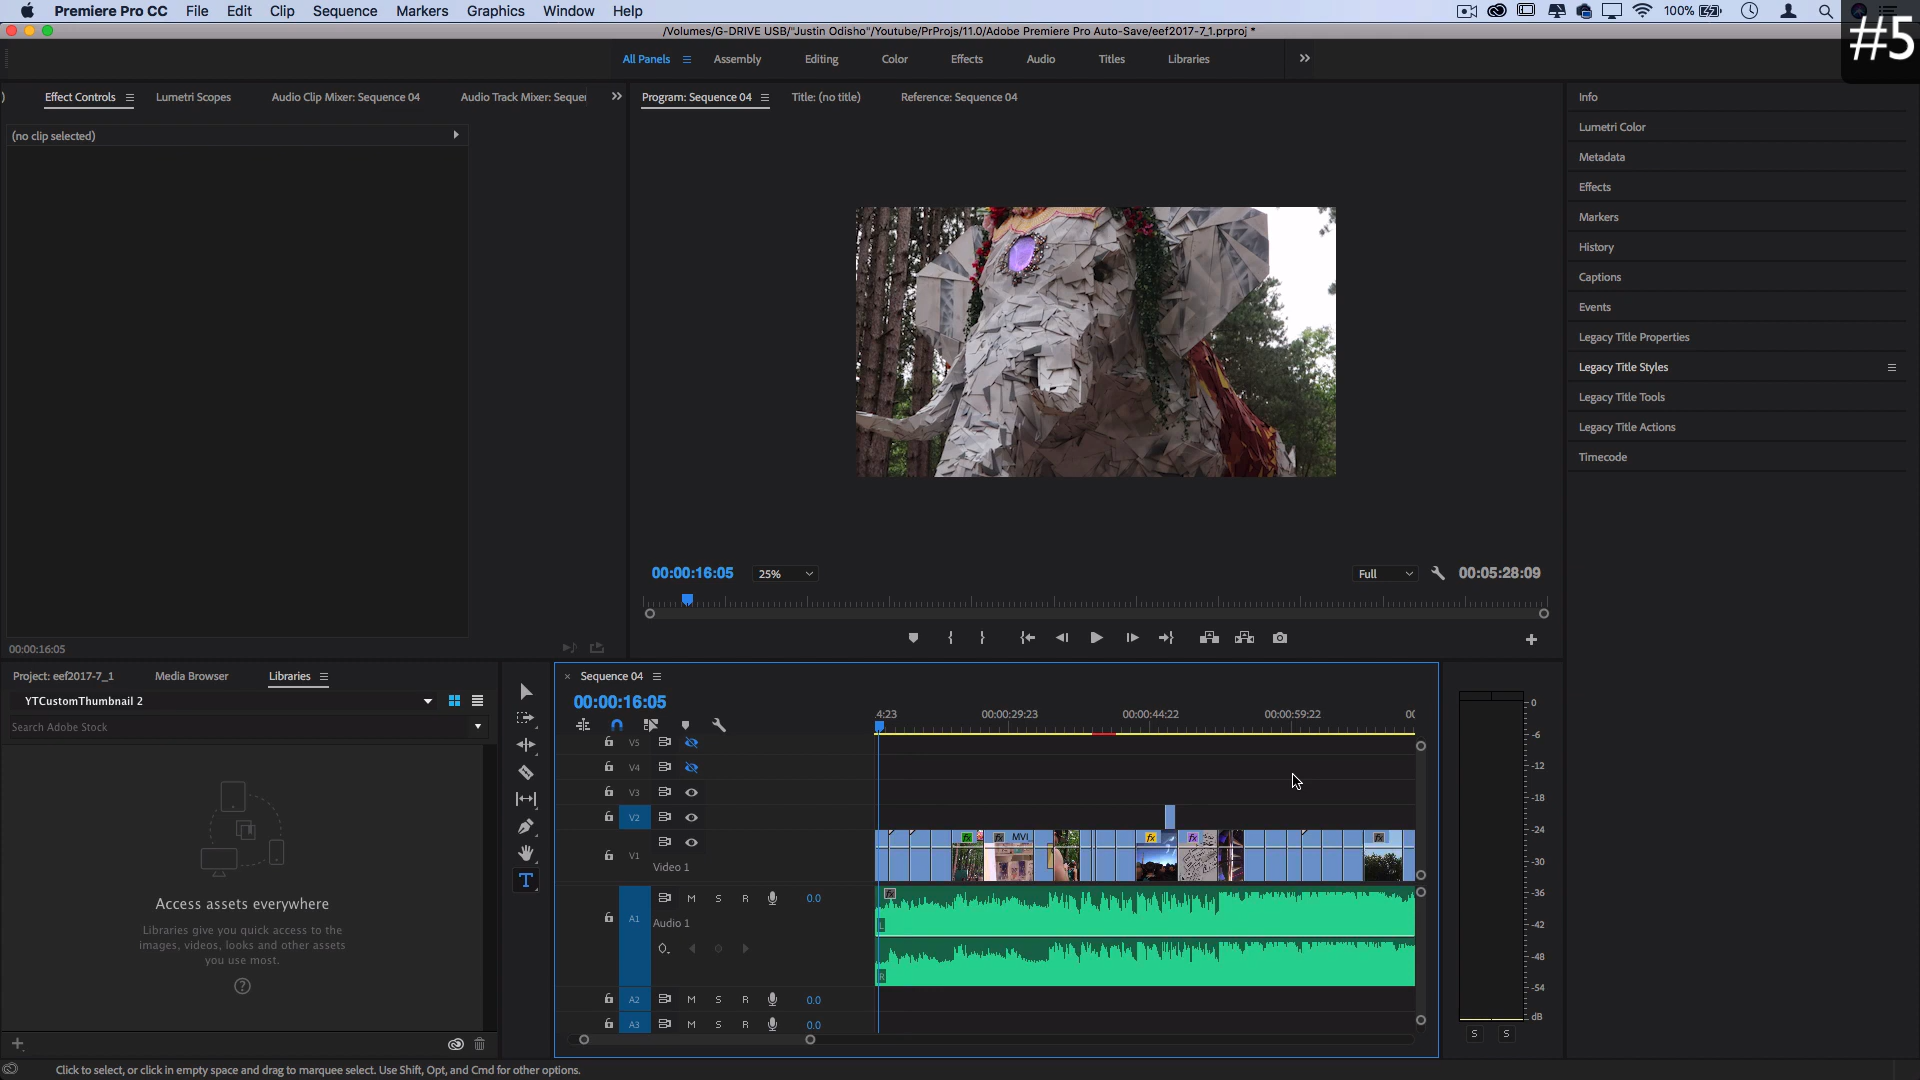 Premiere Pro CC File Edit Clip Sequence Markers Graphics Window Help 100%
/Volumes/G-DRIVE USB/"Justin Odisho"/Youtube/PrProjs/11.0/Adobe Premiere Pro Auto-Save/eef2017-7_1.prproj *
#5
All Panels Assembly Editing Color Effects Audio Titles Libraries
Effect Controls Lumetri Scopes Audio Clip Mixer: Sequence 04 Audio Track Mixer: Sequer
Program: Sequence 04 Title: (no title) Reference: Sequence 04
(no clip selected)
00:00:16:05
00:00:16:05 25% Full 00:05:28:09
Info
Lumetri Color
Metadata
Effects
Markers
History
Captions
Events
Legacy Title Properties
Legacy Title Styles
Legacy Title Tools
Legacy Title Actions
Timecode
Project: eef2017-7_1 Media Browser Libraries
YTCustomThumbnail 2
Search Adobe Stock
Access assets everywhere
Libraries give you quick access to the
images, videos, looks and other assets
you use most.
?
T
Sequence 04
00:00:16:05
4:23 00:00:29:23 00:00:44:22 00:00:59:22 00
V5
V4
V3
V2
fx fx MVI fx fx fx
V1
Video 1
A1 M S R 0.0
Audio 1
fx
L
R
A2 M S R 0.0
A3 M S R 0.0
0
-6
-12
-18
-24
-30
-36
-42
-48
-54
dB
S S
Click to select, or click in empty space and drag to marquee select. Use Shift, Opt, and Cmd for other options.